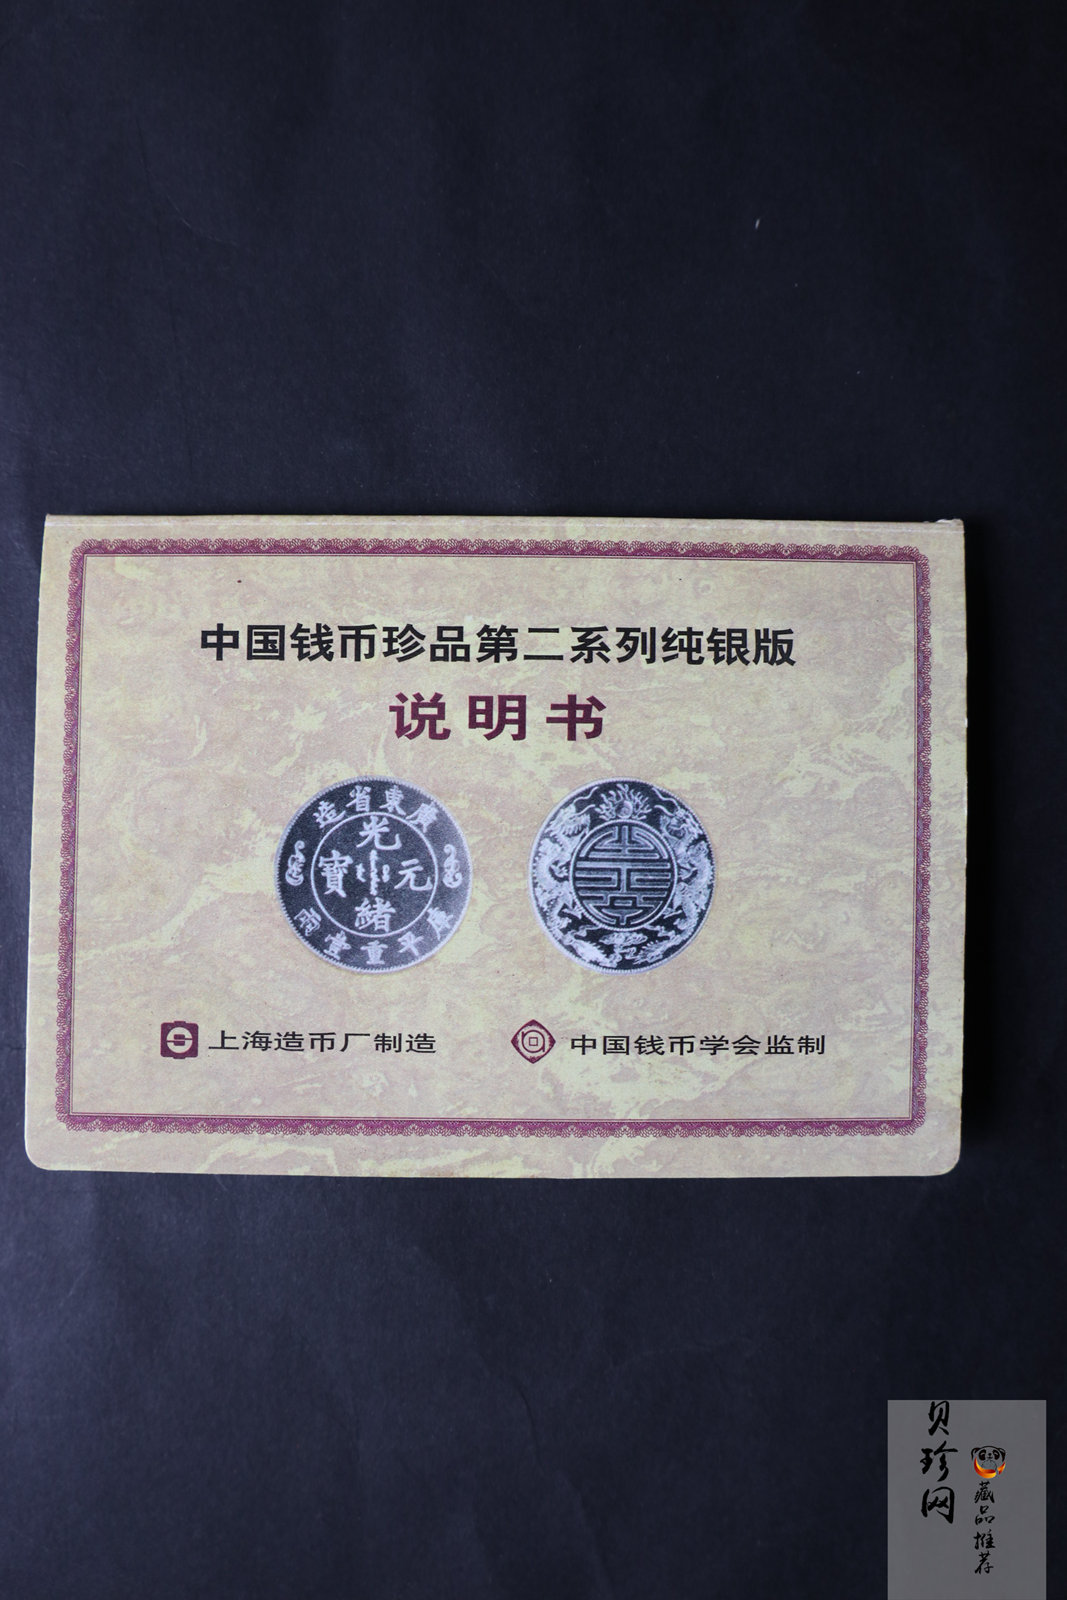 中国钱币珍品第二系列纯银版
说明书
廣東省造
光緒元寶
庫平重壹兩
上海造币厂制造
中国钱币学会监制
贝珍网
藏品推荐